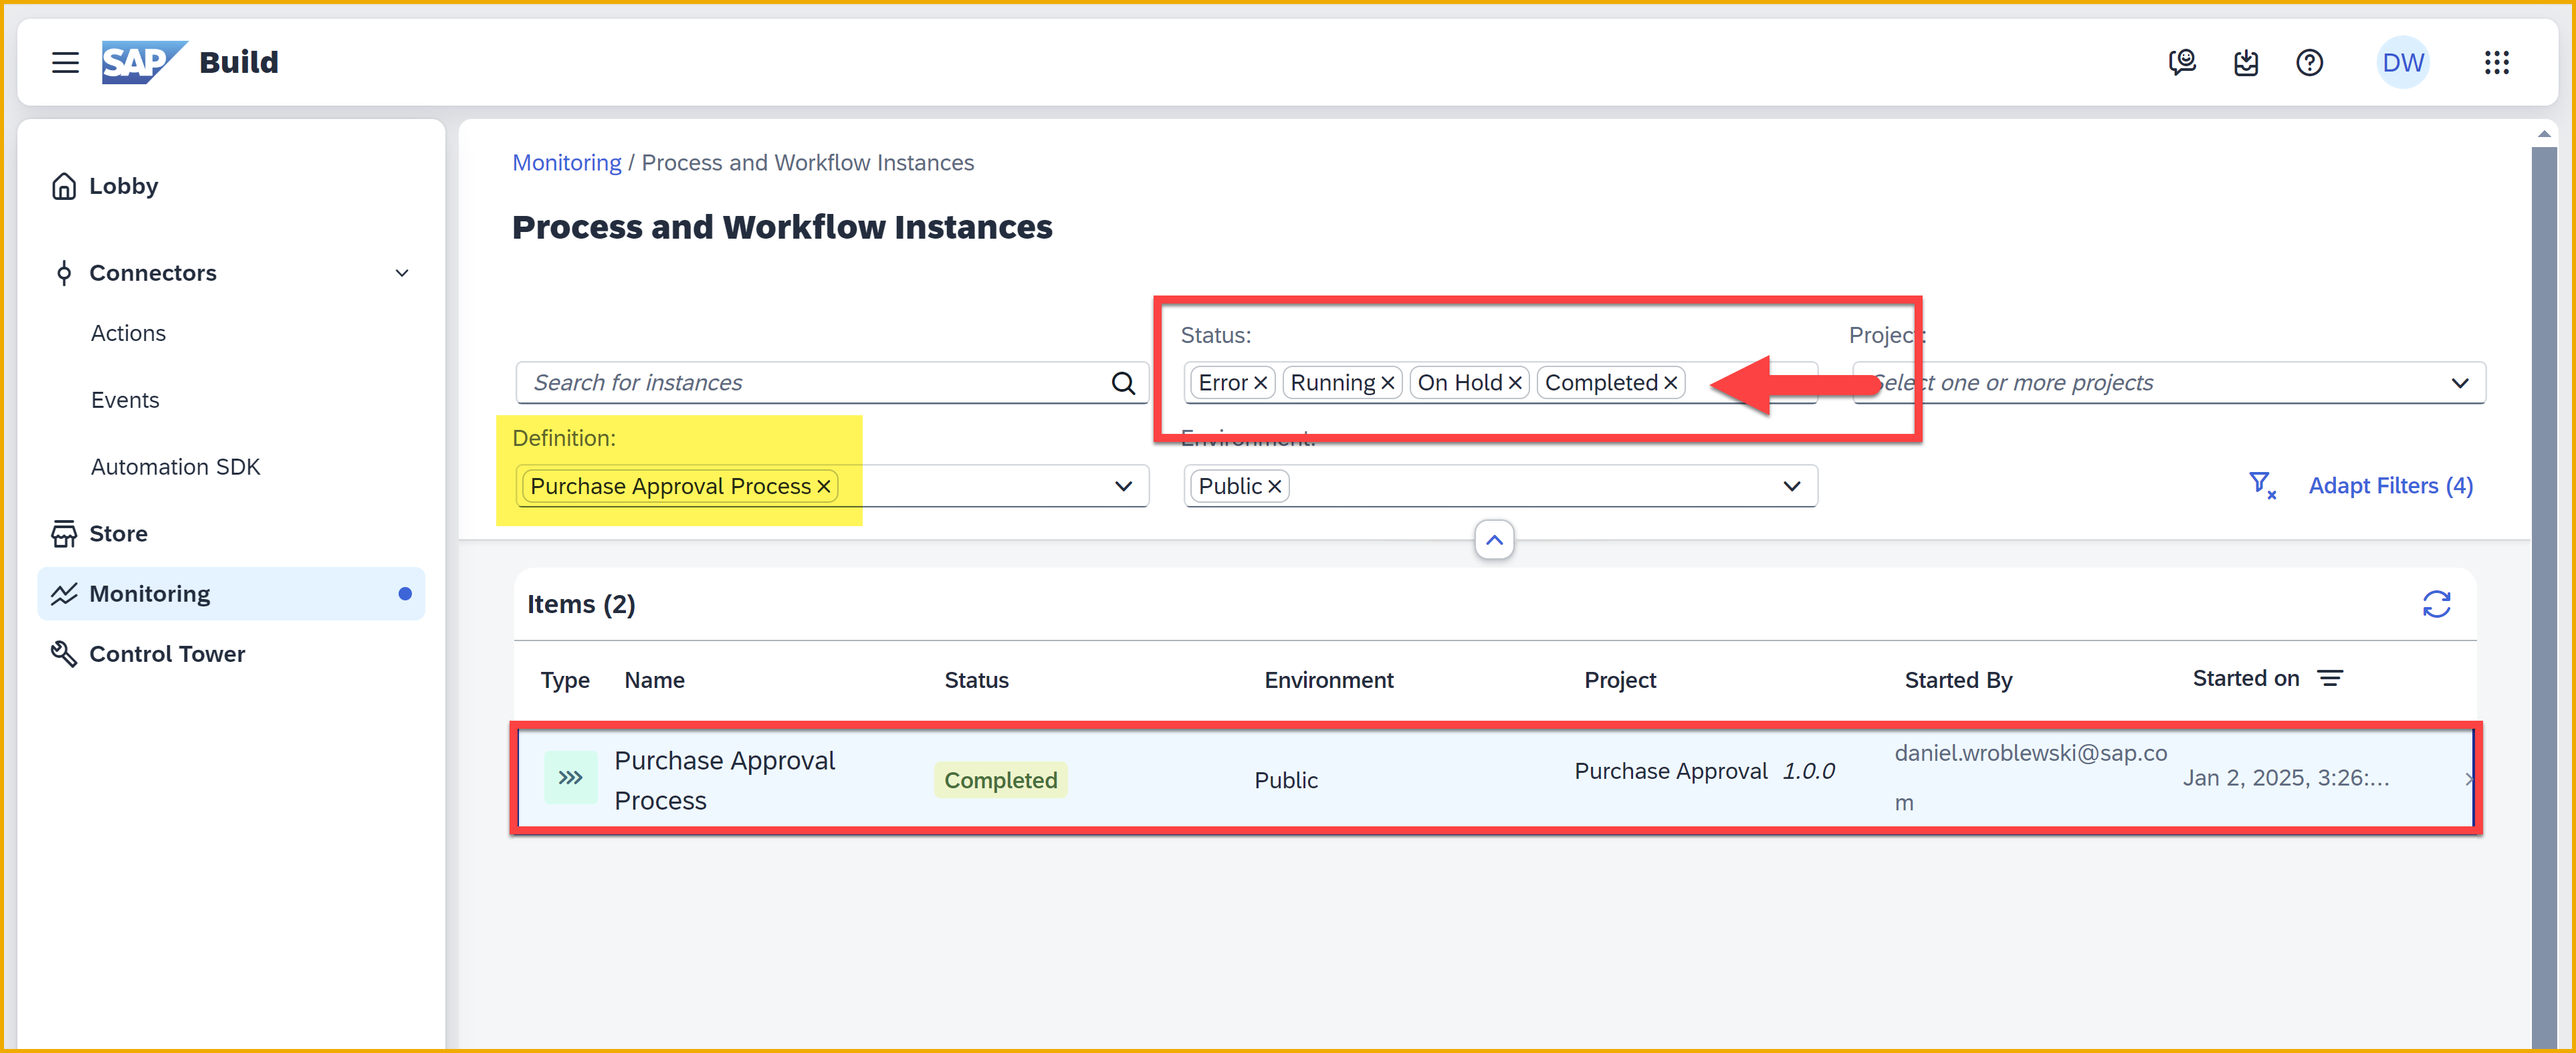 SAP Build
DW
Lobby
Connectors
Actions
Events
Automation SDK
Store
Monitoring
Control Tower
Monitoring / Process and Workflow Instances
Process and Workflow Instances
Status:
Project:
Search for instances
Error Running On Hold Completed
Select one or more projects
Definition:
Environment:
Purchase Approval Process
Public
Adapt Filters (4)
Items (2)
Type Name Status Environment Project Started By Started on
Purchase Approval
Process
Completed
Public
Purchase Approval 1.0.0
daniel.wroblewski@sap.co
m
Jan 2, 2025, 3:26:...